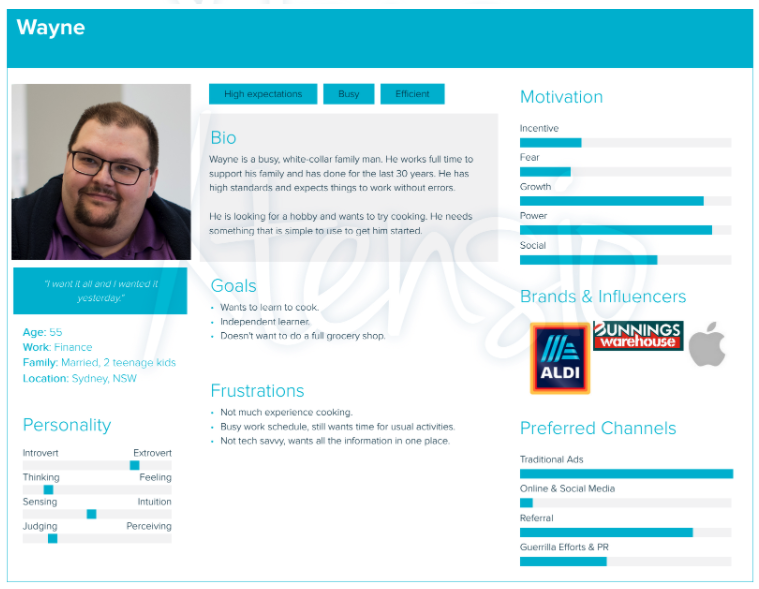 Wayne
High expectations
Busy
Efficient
Bio
Wayne is a busy, white-collar family man. He works full time to
support his family and has done for the last 30 years. He has
high standards and expects things to work without errors.
He is looking for a hobby and wants to try cooking. He needs
something that is simple to use to get him started.
"I want it all and I wanted it
yesterday."
Age: 55
Work: Finance
Family: Married, 2 teenage kids
Location: Sydney, NSW
Personality
Introvert Extrovert
Thinking Feeling
Sensing Intuition
Judging Perceiving
Goals
• Wants to learn to cook.
• Independent learner.
• Doesn't want to do a full grocery shop.
Frustrations
• Not much experience cooking.
• Busy work schedule, still wants time for usual activities.
• Not tech savvy, wants all the information in one place.
Motivation
Incentive
Fear
Growth
Power
Social
Brands & Influencers
ALDI
BUNNINGS
warehouse
Preferred Channels
Traditional Ads
Online & Social Media
Referral
Guerrilla Efforts & PR
Xtensio